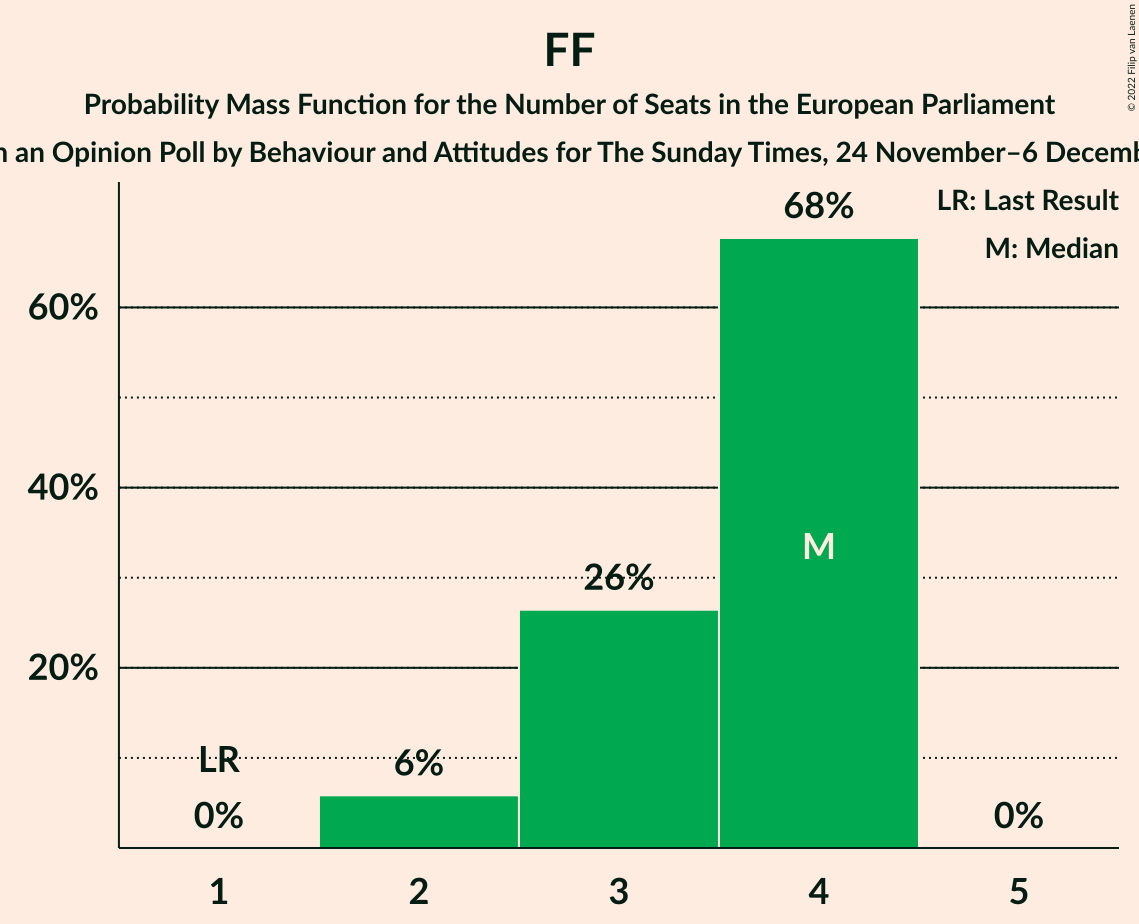 FF
Probability Mass Function for the Number of Seats in the European Parliament
an Opinion Poll by Behaviour and Attitudes for The Sunday Times, 24 November–6
© 2022 Filip van Laenen
LR: Last Result
M: Median
68%
60%
40%
M
26%
20%
LR
6%
0%
0%
1
2
3
4
5